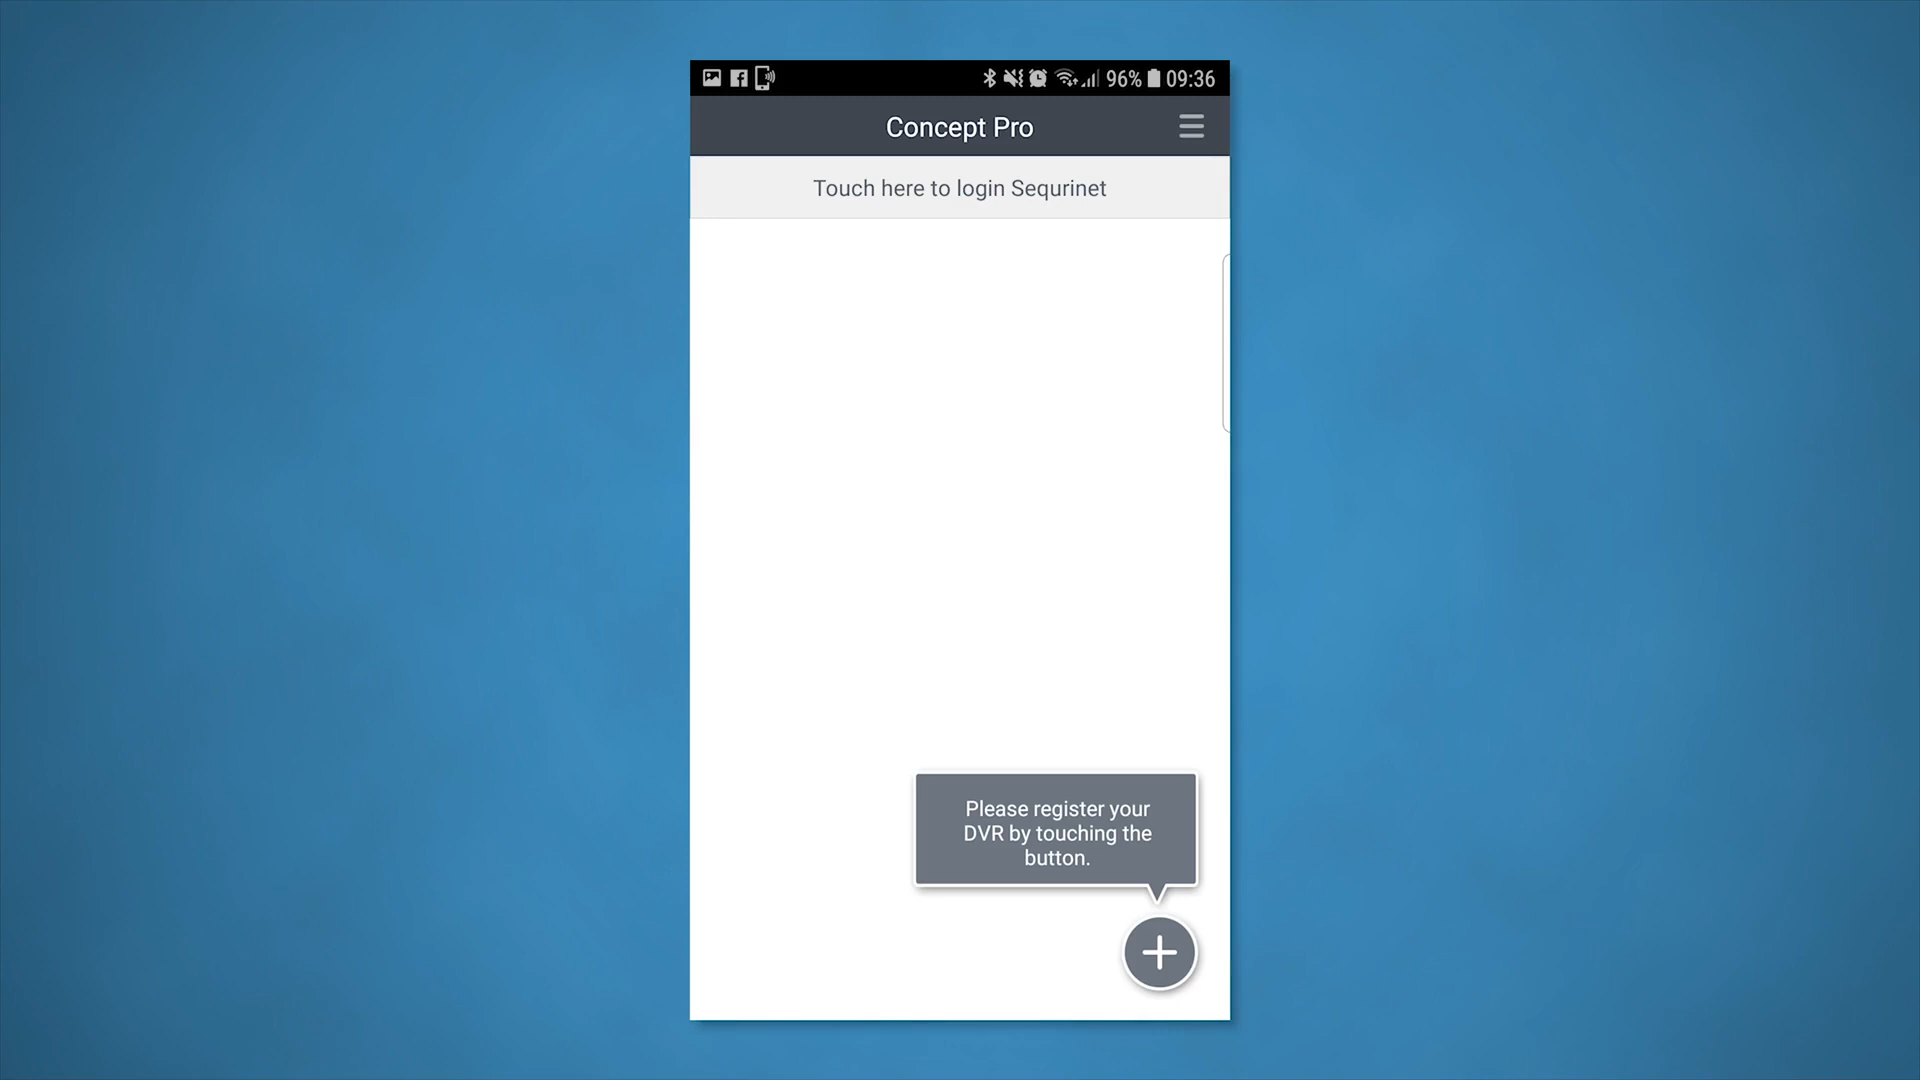 96% 09:36
Concept Pro
Touch here to login Sequrinet
Please register your
DVR by touching the
button.